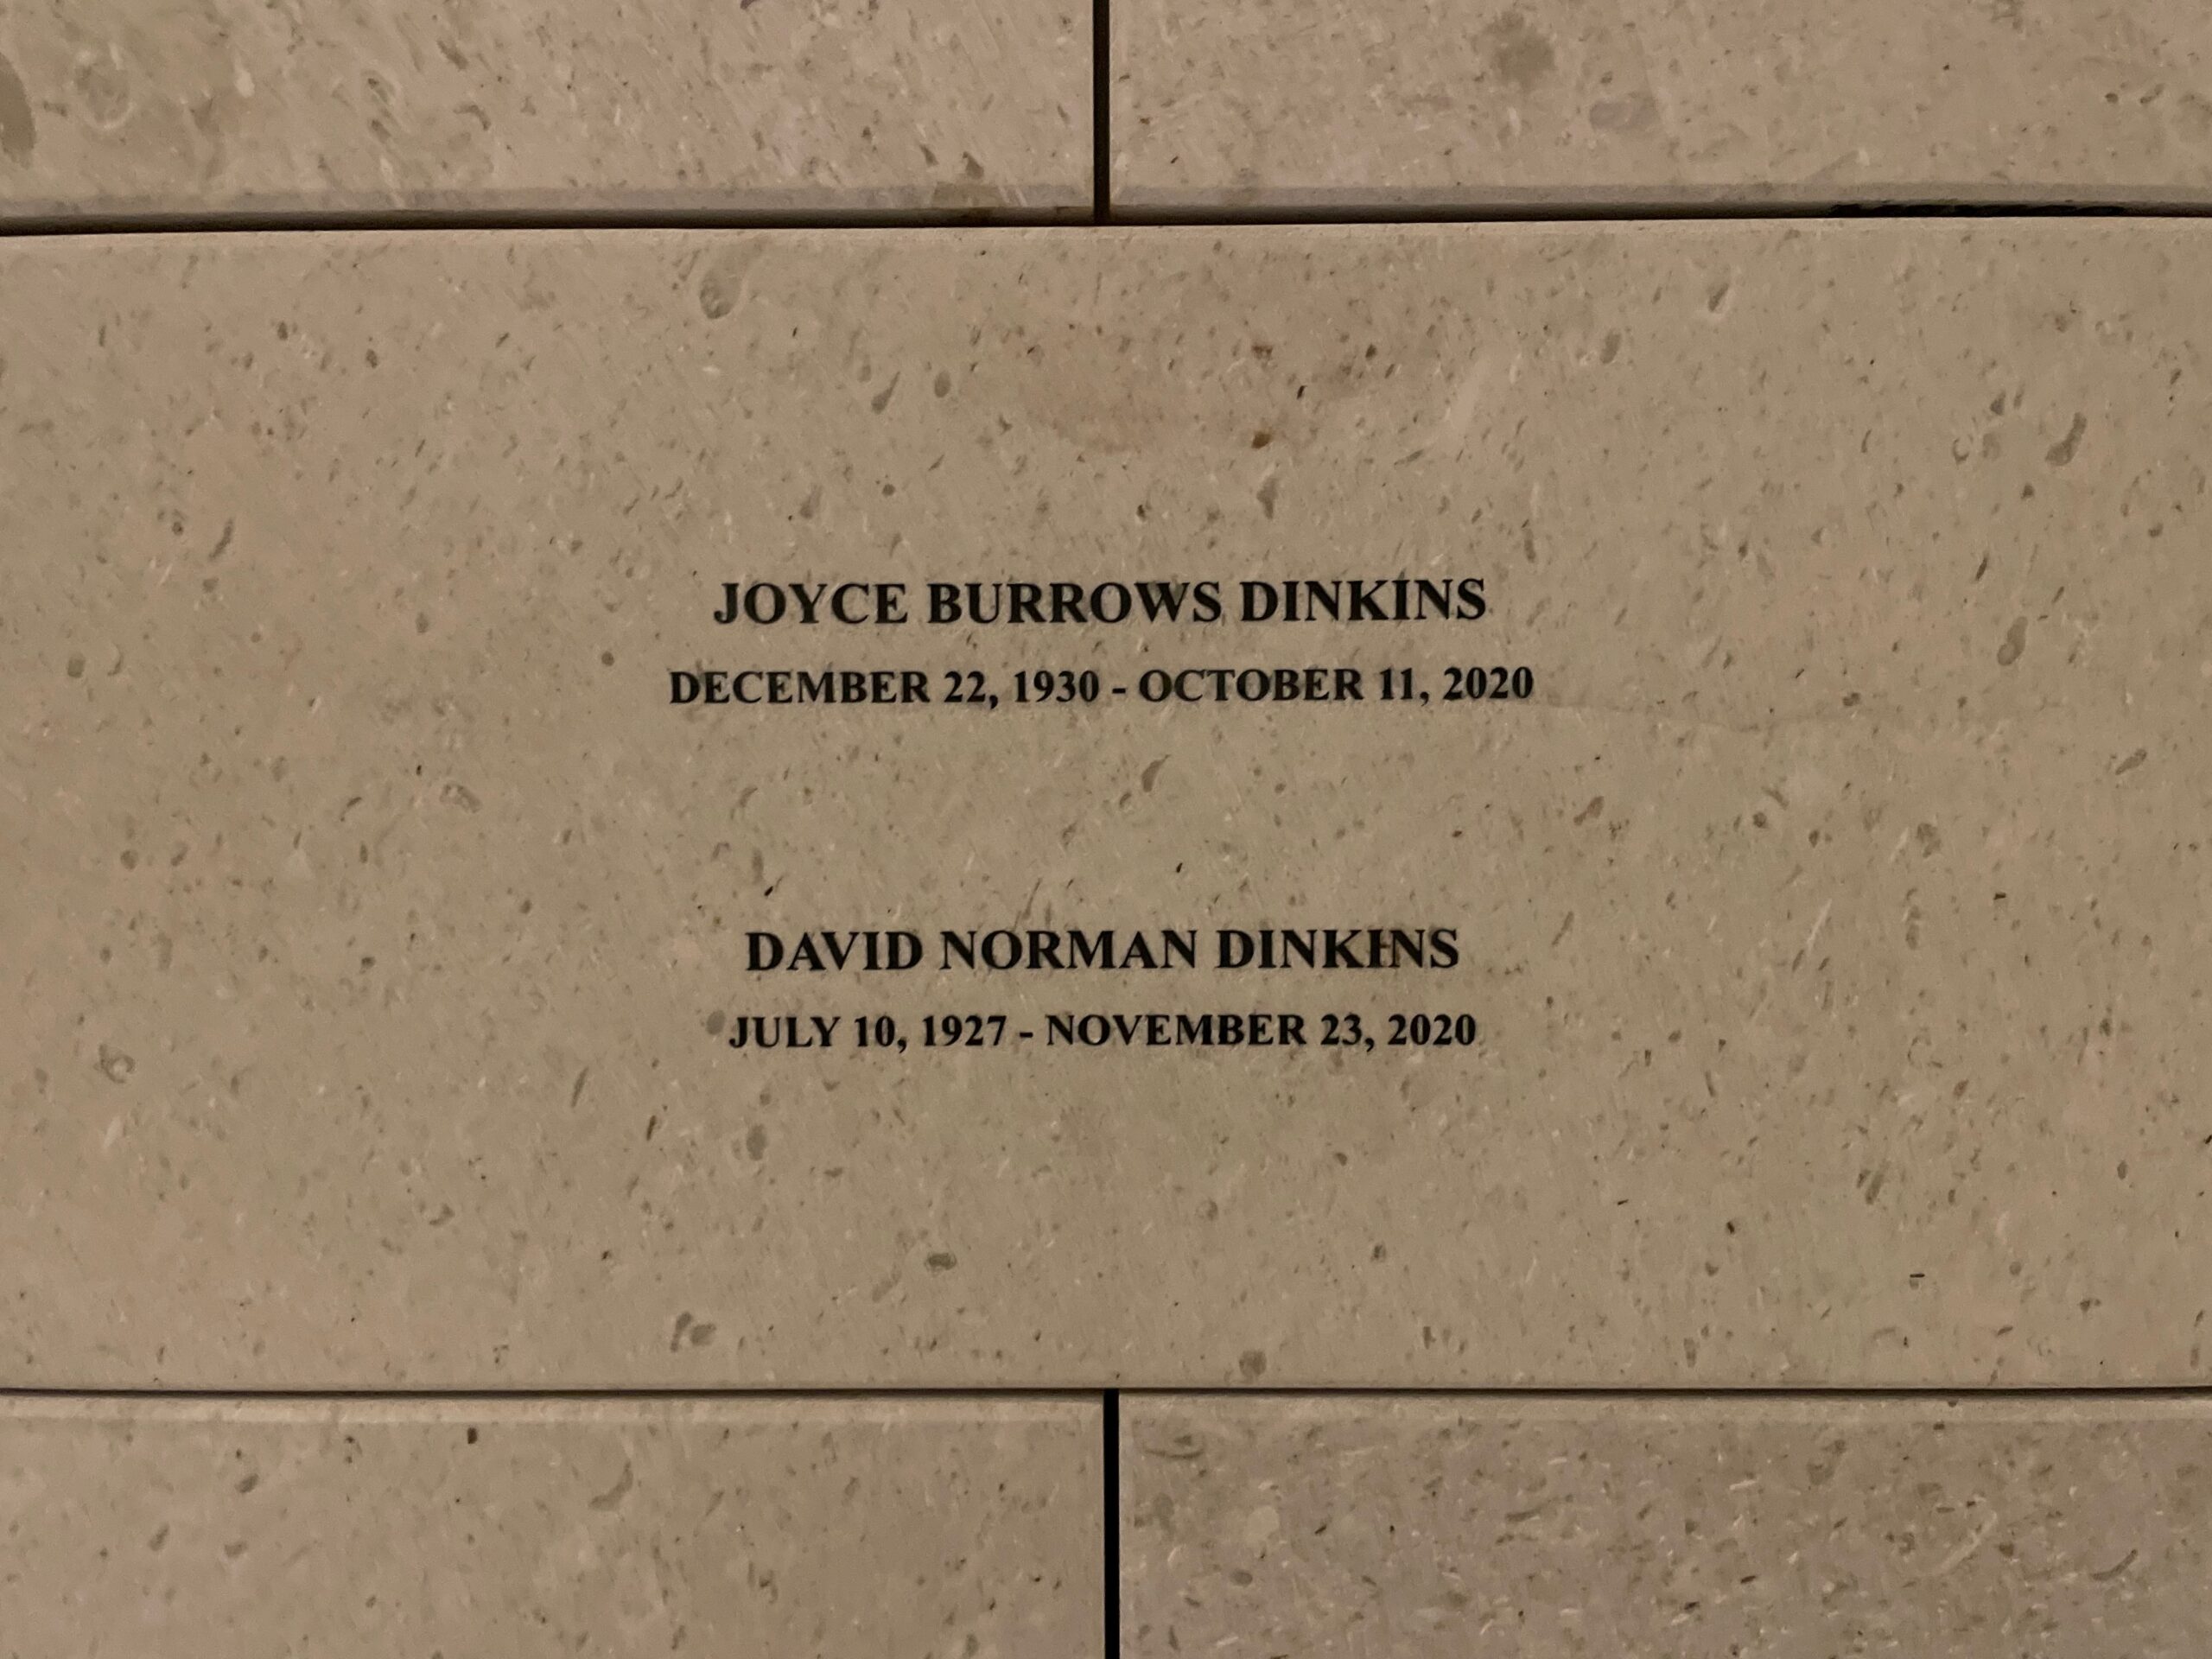 JOYCE BURROWS DINKINS
DECEMBER 22, 1930 - OCTOBER 11, 2020
DAVID NORMAN DINKINS
JULY 10, 1927 - NOVEMBER 23, 2020